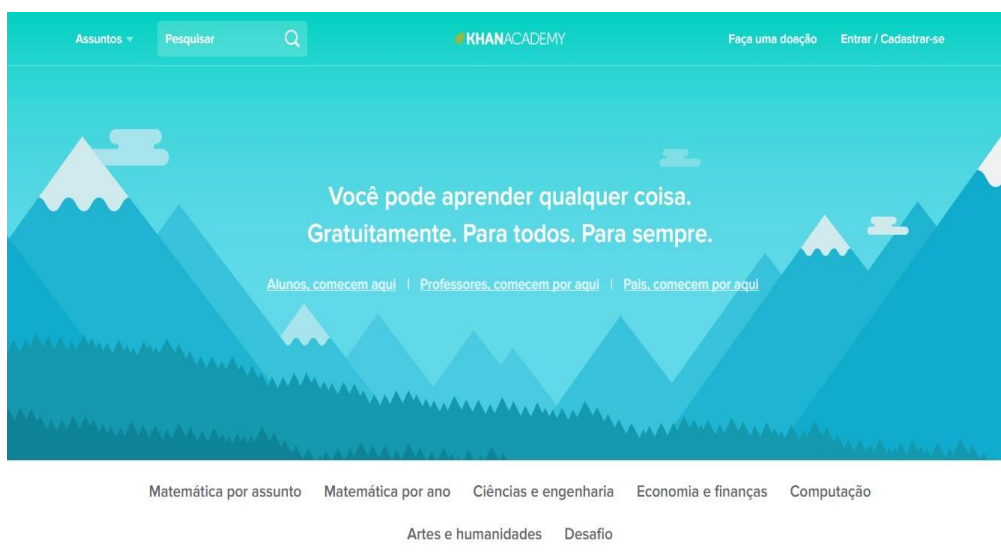 Assuntos Pesquisar KHANACADEMY Faça uma doação Entrar / Cadastrar-se
Você pode aprender qualquer coisa.
Gratuitamente. Para todos. Para sempre.
Alunos, comecem aqui | Professores, comecem por aqui | Pais, comecem por aqui
Matemática por assunto Matemática por ano Ciências e engenharia Economia e finanças Computação
Artes e humanidades Desafio